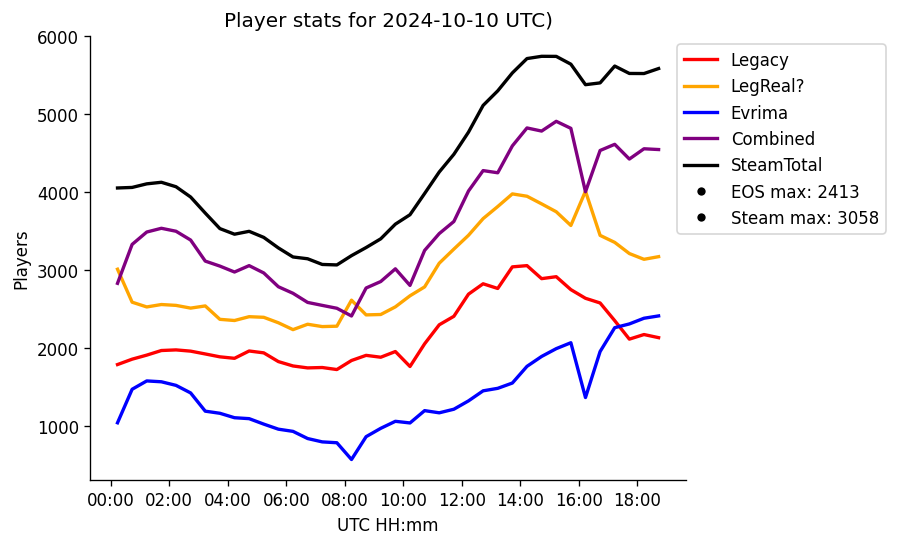 Player stats for 2024-10-10 UTC)
6000
5000
4000
3000
2000
1000
Players
00:00 02:00 04:00 06:00 08:00 10:00 12:00 14:00 16:00 18:00
UTC HH:mm
Legacy
LegReal?
Evrima
Combined
SteamTotal
EOS max: 2413
Steam max: 3058